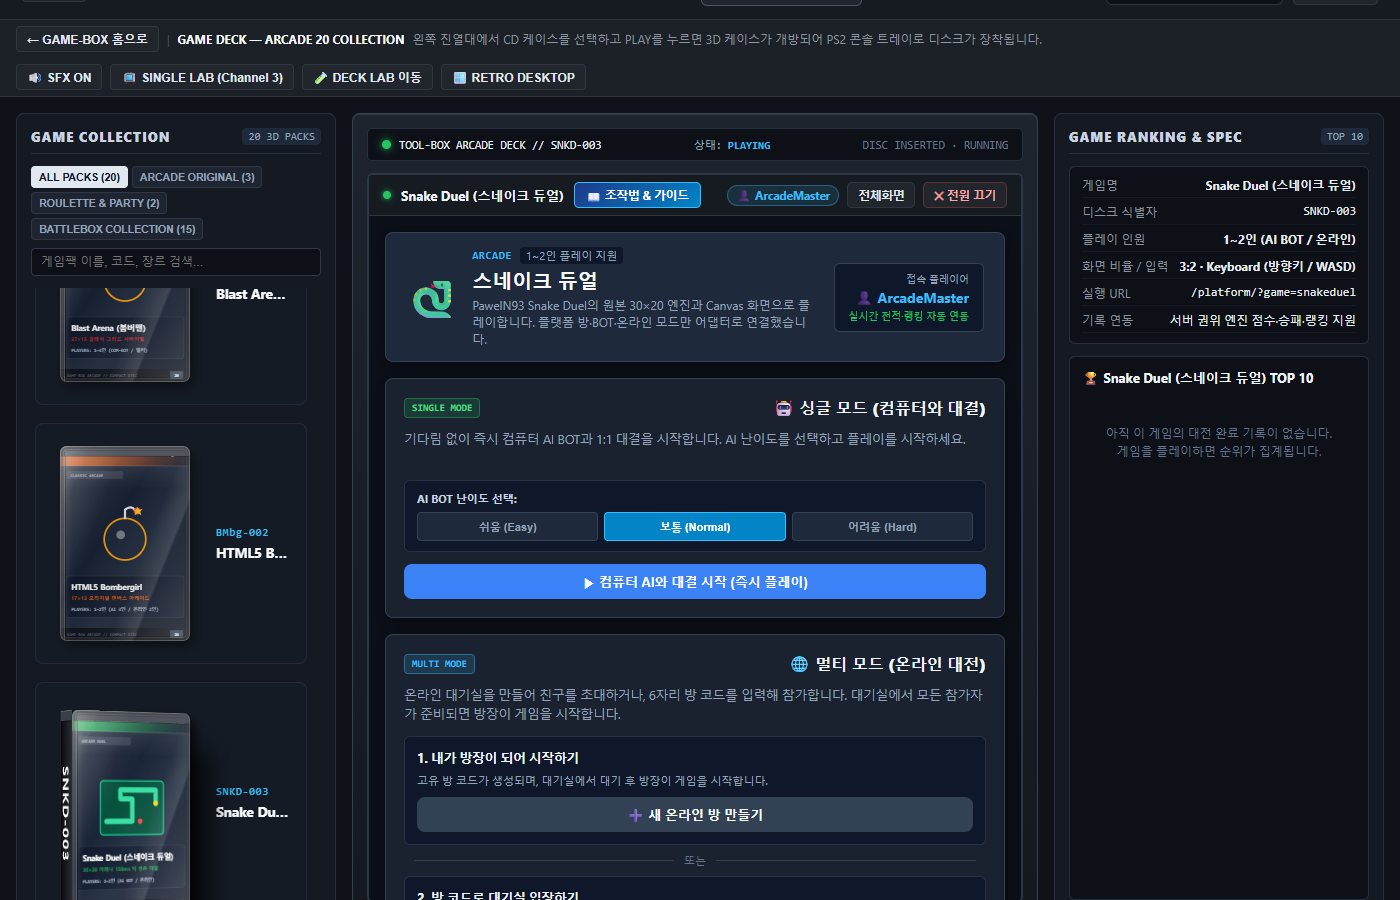 ← GAME-BOX 홈으로 | GAME DECK — ARCADE 20 COLLECTION 왼쪽 진열대에서 CD 케이스를 선택하고 PLAY를 누르면 3D 케이스가 개방되어 PS2 콘솔 트레이로 디스크가 장착됩니다.
SFX ON
SINGLE LAB (Channel 3)
DECK LAB 이동
RETRO DESKTOP
GAME COLLECTION
20 3D PACKS
ALL PACKS (20)
ARCADE ORIGINAL (3)
ROULETTE & PARTY (2)
BATTLEBOX COLLECTION (15)
게임팩 이름, 코드, 장르 검색...
Blast Are...
Blast Arena (봄버맨)
BMbg-002
HTML5 B...
CLASSIC ARCADE
HTML5 Bombergirl
SNKD-003
Snake Du...
SNKD-003
Snake Duel (스네이크 듀얼)
TOOL-BOX ARCADE DECK // SNKD-003
상태: PLAYING
DISC INSERTED · RUNNING
Snake Duel (스네이크 듀얼)
조작법 & 가이드
ArcadeMaster
전체화면
전원 끄기
ARCADE
1~2인 플레이 지원
스네이크 듀얼
PawelN93 Snake Duel의 원본 30×20 엔진과 Canvas 화면으로 플
레이합니다. 플랫폼 방·BOT·온라인 모드만 어댑터로 연결했습니
다.
접속 플레이어
ArcadeMaster
실시간 전적·랭킹 자동 연동
SINGLE MODE
싱글 모드 (컴퓨터와 대결)
기다림 없이 즉시 컴퓨터 AI BOT과 1:1 대결을 시작합니다. AI 난이도를 선택하고 플레이를 시작하세요.
AI BOT 난이도 선택:
쉬움 (Easy)
보통 (Normal)
어려움 (Hard)
▶ 컴퓨터 AI와 대결 시작 (즉시 플레이)
MULTI MODE
멀티 모드 (온라인 대전)
온라인 대기실을 만들어 친구를 초대하거나, 6자리 방 코드를 입력해 참가합니다. 대기실에서 모든 참가자
가 준비되면 방장이 게임을 시작합니다.
1. 내가 방장이 되어 시작하기
고유 방 코드가 생성되며, 대기실에서 대기 후 방장이 게임을 시작합니다.
새 온라인 방 만들기
또는
2. 방 코드로 대기실 입장하기
GAME RANKING & SPEC
TOP 10
게임명 Snake Duel (스네이크 듀얼)
디스크 식별자 SNKD-003
플레이 인원 1~2인 (AI BOT / 온라인)
화면 비율 / 입력 3:2 · Keyboard (방향키 / WASD)
실행 URL /platform/?game=snakeduel
기록 연동 서버 권위 엔진 점수·승패·랭킹 지원
Snake Duel (스네이크 듀얼) TOP 10
아직 이 게임의 대전 완료 기록이 없습니다.
게임을 플레이하면 순위가 집계됩니다.